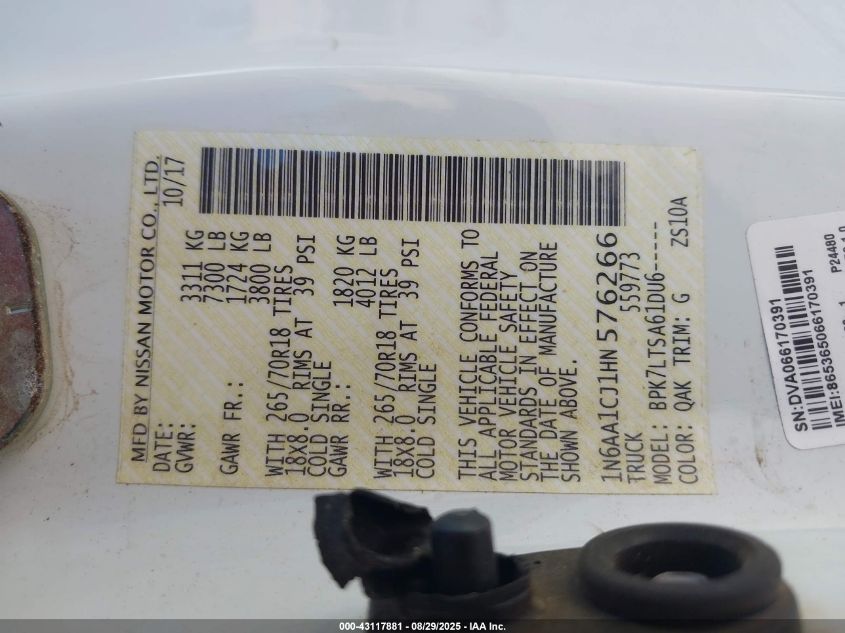 MFD BY NISSAN MOTOR CO., LTD.
DATE: 10/17
GVWR: 3311 KG
7300 LB
GAWR FR.: 1724 KG
3800 LB
WITH 265/70R18 TIRES
18X8.0 RIMS AT 39 PSI
COLD SINGLE
GAWR RR.: 1820 KG
4012 LB
WITH 265/70R18 TIRES
18X8.0 RIMS AT 39 PSI
COLD SINGLE
THIS VEHICLE CONFORMS TO
ALL APPLICABLE FEDERAL
MOTOR VEHICLE SAFETY
STANDARDS IN EFFECT ON
THE DATE OF MANUFACTURE
SHOWN ABOVE.
1N6AA1CJ1HN576266
TRUCK 559773
MODEL: BPK7LTSA61DU6-----
COLOR: QAK TRIM: G ZS10A
SN:DVA066170391
IMEI:865365066170391
P24480
000-43117881 - 08/29/2025 - IAA Inc.